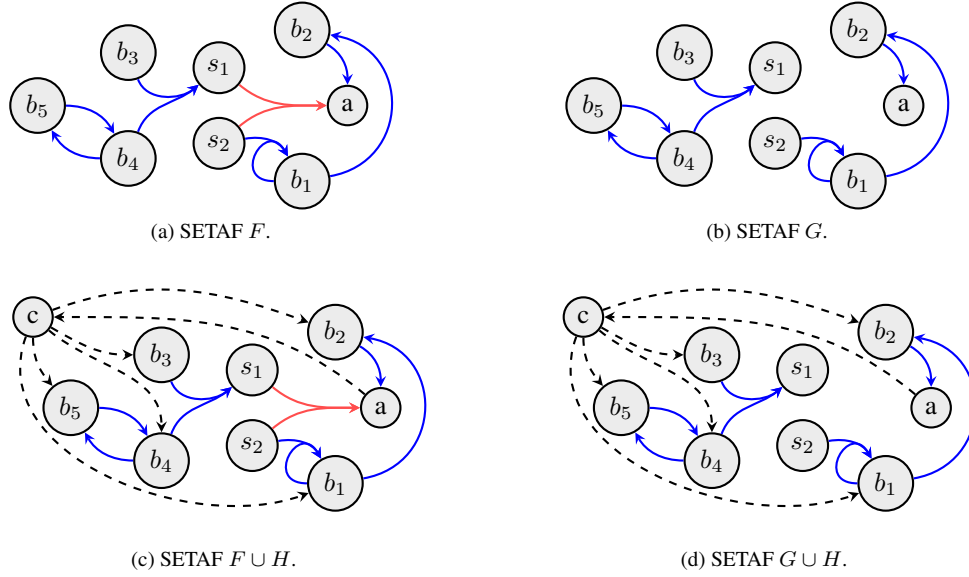 b₂
b₃
s₁
b₅
a
s₂
b₄
b₁
(a) SETAF F.
b₂
b₃
s₁
b₅
a
s₂
b₄
b₁
(b) SETAF G.
c
b₂
b₃
s₁
b₅
a
s₂
b₄
b₁
(c) SETAF F ∪ H.
c
b₂
b₃
s₁
b₅
a
s₂
b₄
b₁
(d) SETAF G ∪ H.